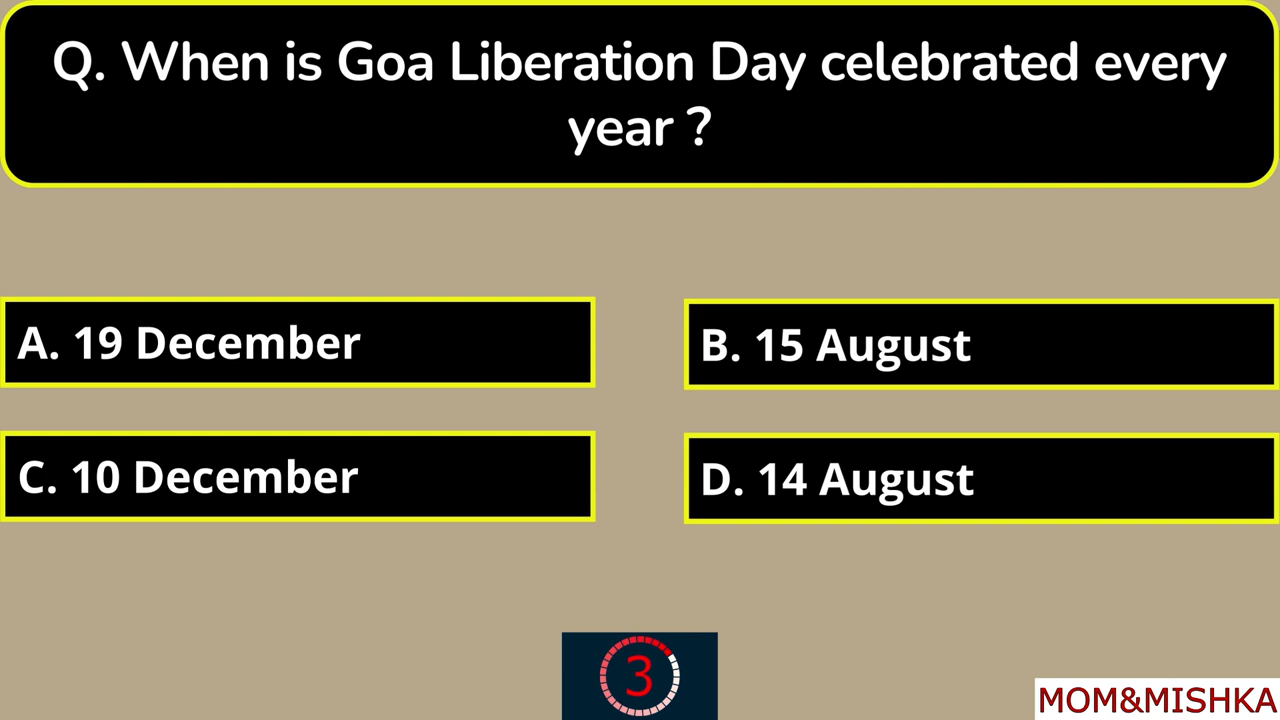 Q. When is Goa Liberation Day celebrated every
year ?
A. 19 December
B. 15 August
C. 10 December
D. 14 August
3
MOM&MISHKA